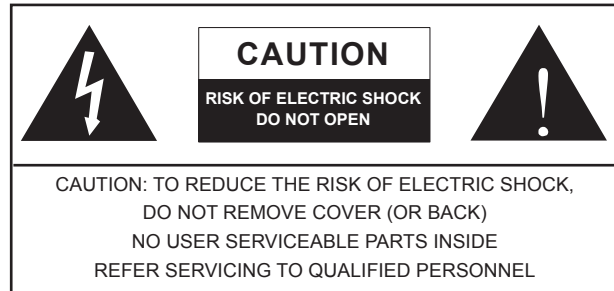 CAUTION
RISK OF ELECTRIC SHOCK
DO NOT OPEN
CAUTION: TO REDUCE THE RISK OF ELECTRIC SHOCK,
DO NOT REMOVE COVER (OR BACK)
NO USER SERVICEABLE PARTS INSIDE
REFER SERVICING TO QUALIFIED PERSONNEL